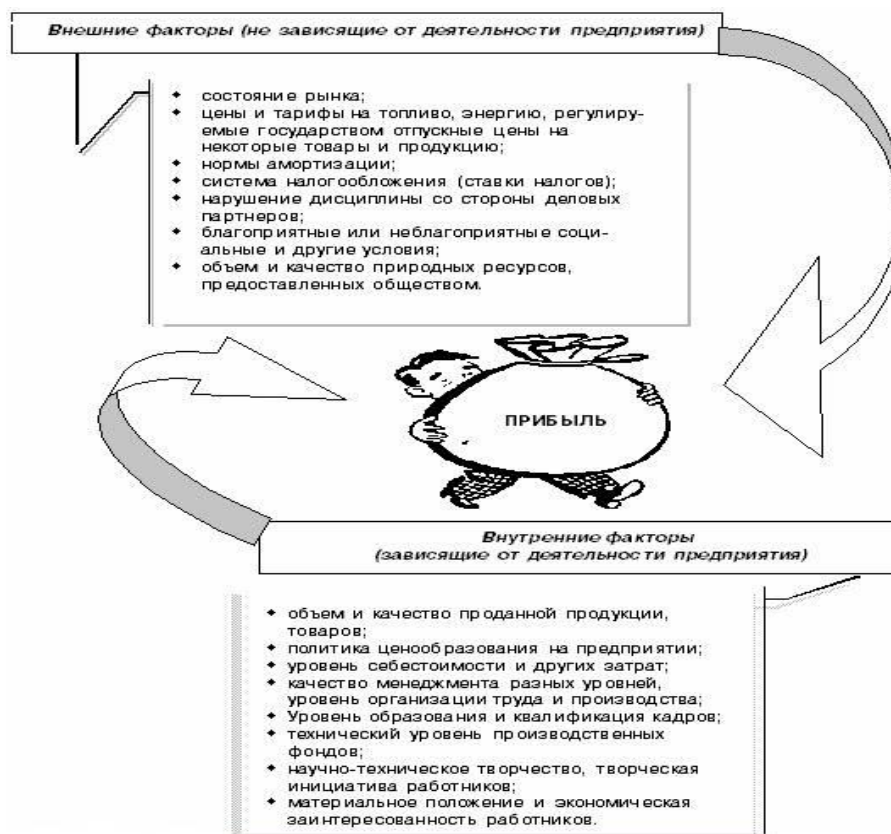 Внешние факторы (не зависящие от деятельности предприятия)
◆ состояние рынка;
◆ цены и тарифы на топливо, энергию, регулиру-
емые государством отпускные цены на
некоторые товары и продукцию;
◆ нормы амортизации;
◆ система налогообложения (ставки налогов);
◆ нарушение дисциплины со стороны деловых
партнеров;
◆ благоприятные или неблагоприятные соци-
альные и другие условия;
◆ объем и качество природных ресурсов,
предоставленных обществом.
ПРИБЫЛЬ
Внутренние факторы
(зависящие от деятельности предприятия)
◆ объем и качество проданной продукции,
товаров;
◆ политика ценообразования на предприятии;
◆ уровень себестоимости и других затрат;
◆ качество менеджмента разных уровней,
уровень организации труда и производства;
◆ Уровень образования и квалификация кадров;
◆ технический уровень производственных
фондов;
◆ научно-техническое творчество, творческая
инициатива работников;
◆ материальное положение и экономическая
заинтересованность работников.